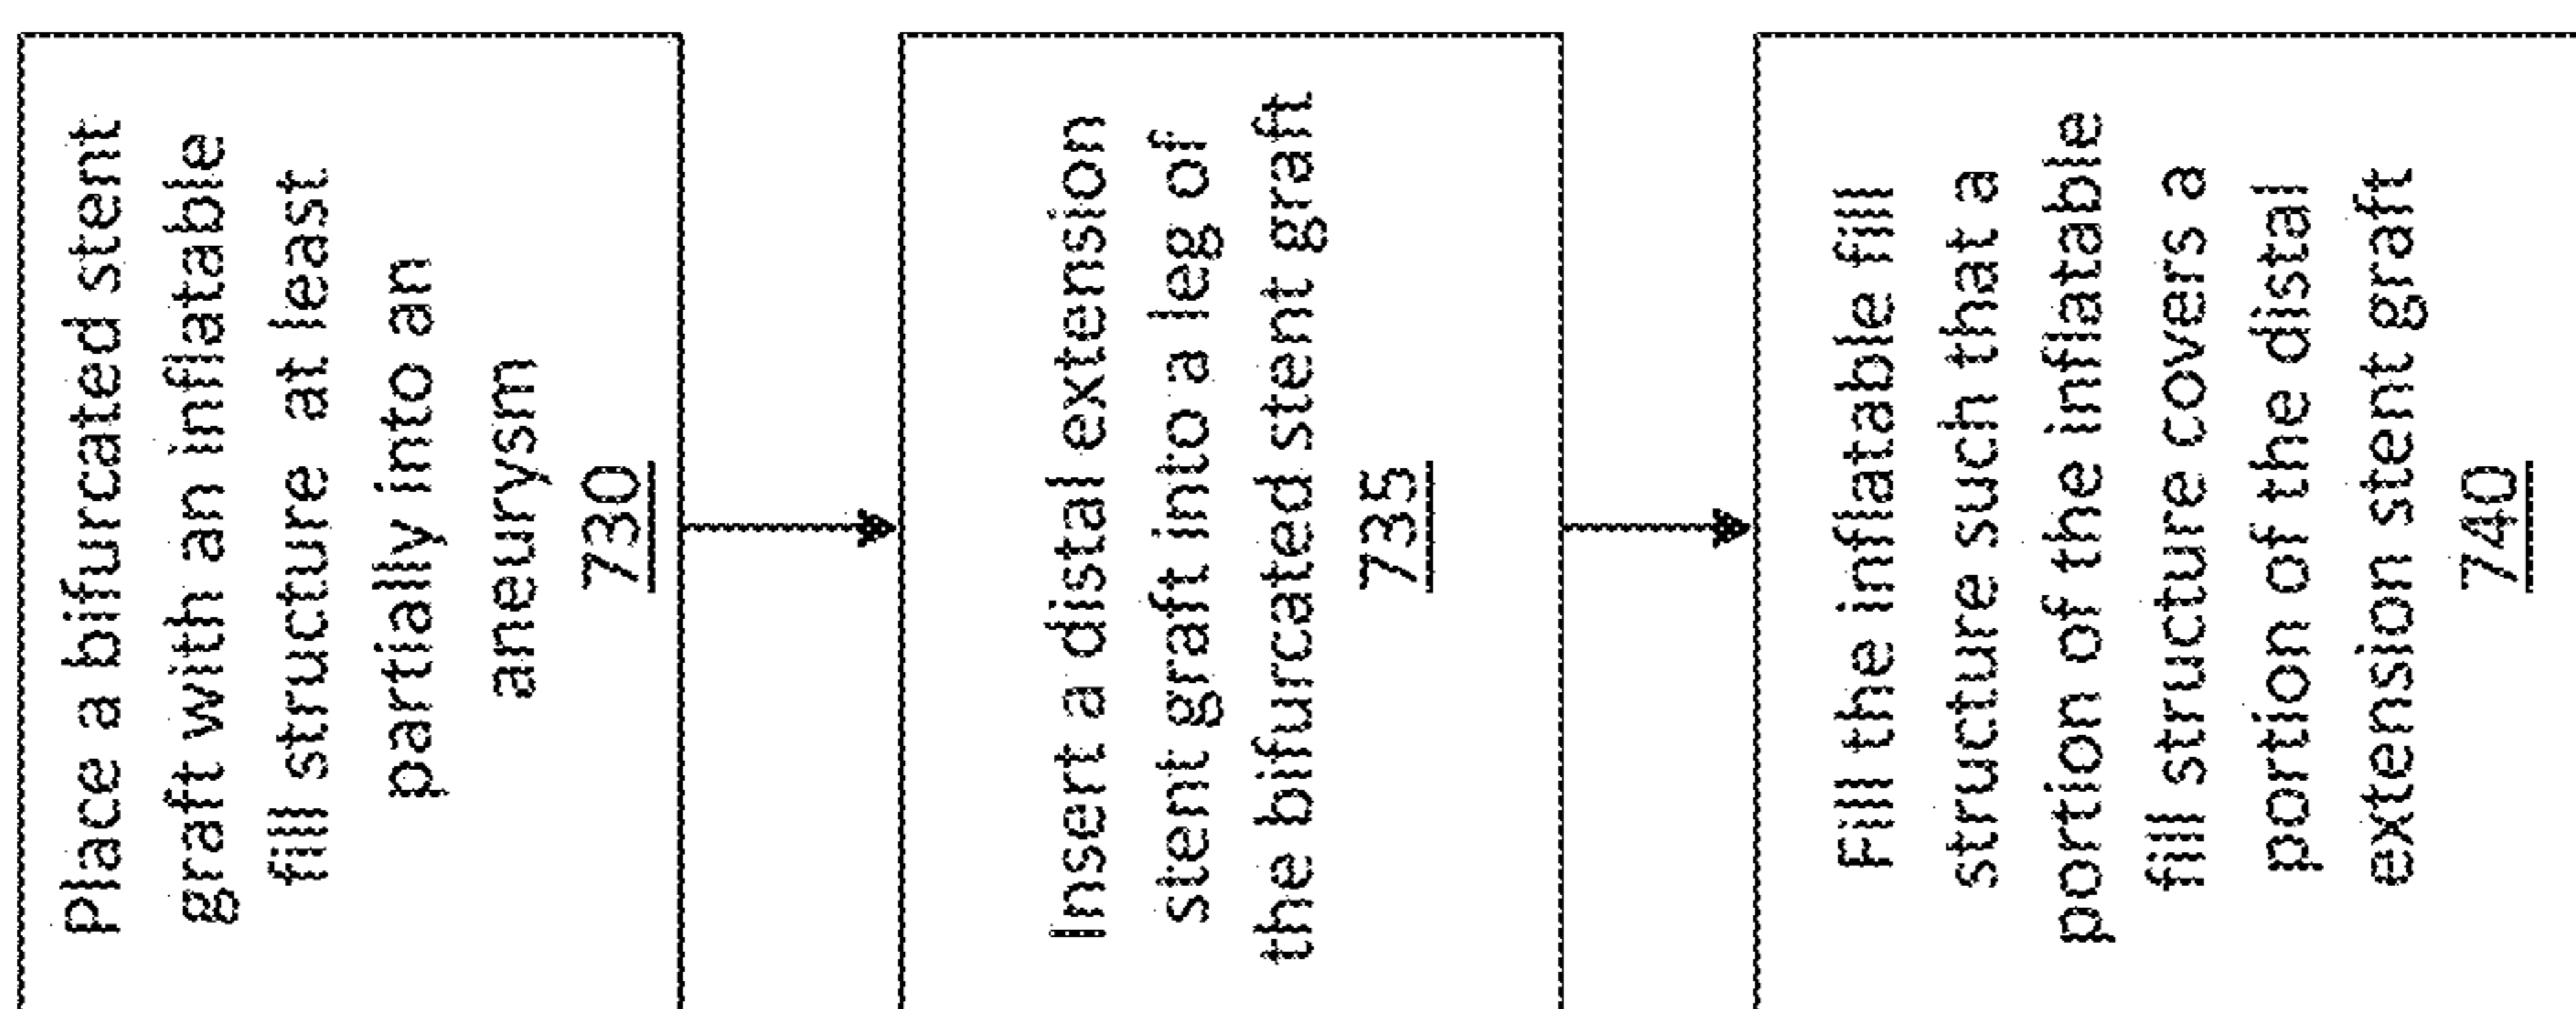 Place a bifurcated stent
graft with an inflatable
fill structure at least
partially into an
aneurysm
730
Insert a distal extension
stent graft into a leg of
the bifurcated stent graft
735
Fill the inflatable fill
structure such that a
portion of the inflatable
fill structure covers a
portion of the distal
extension stent graft
740